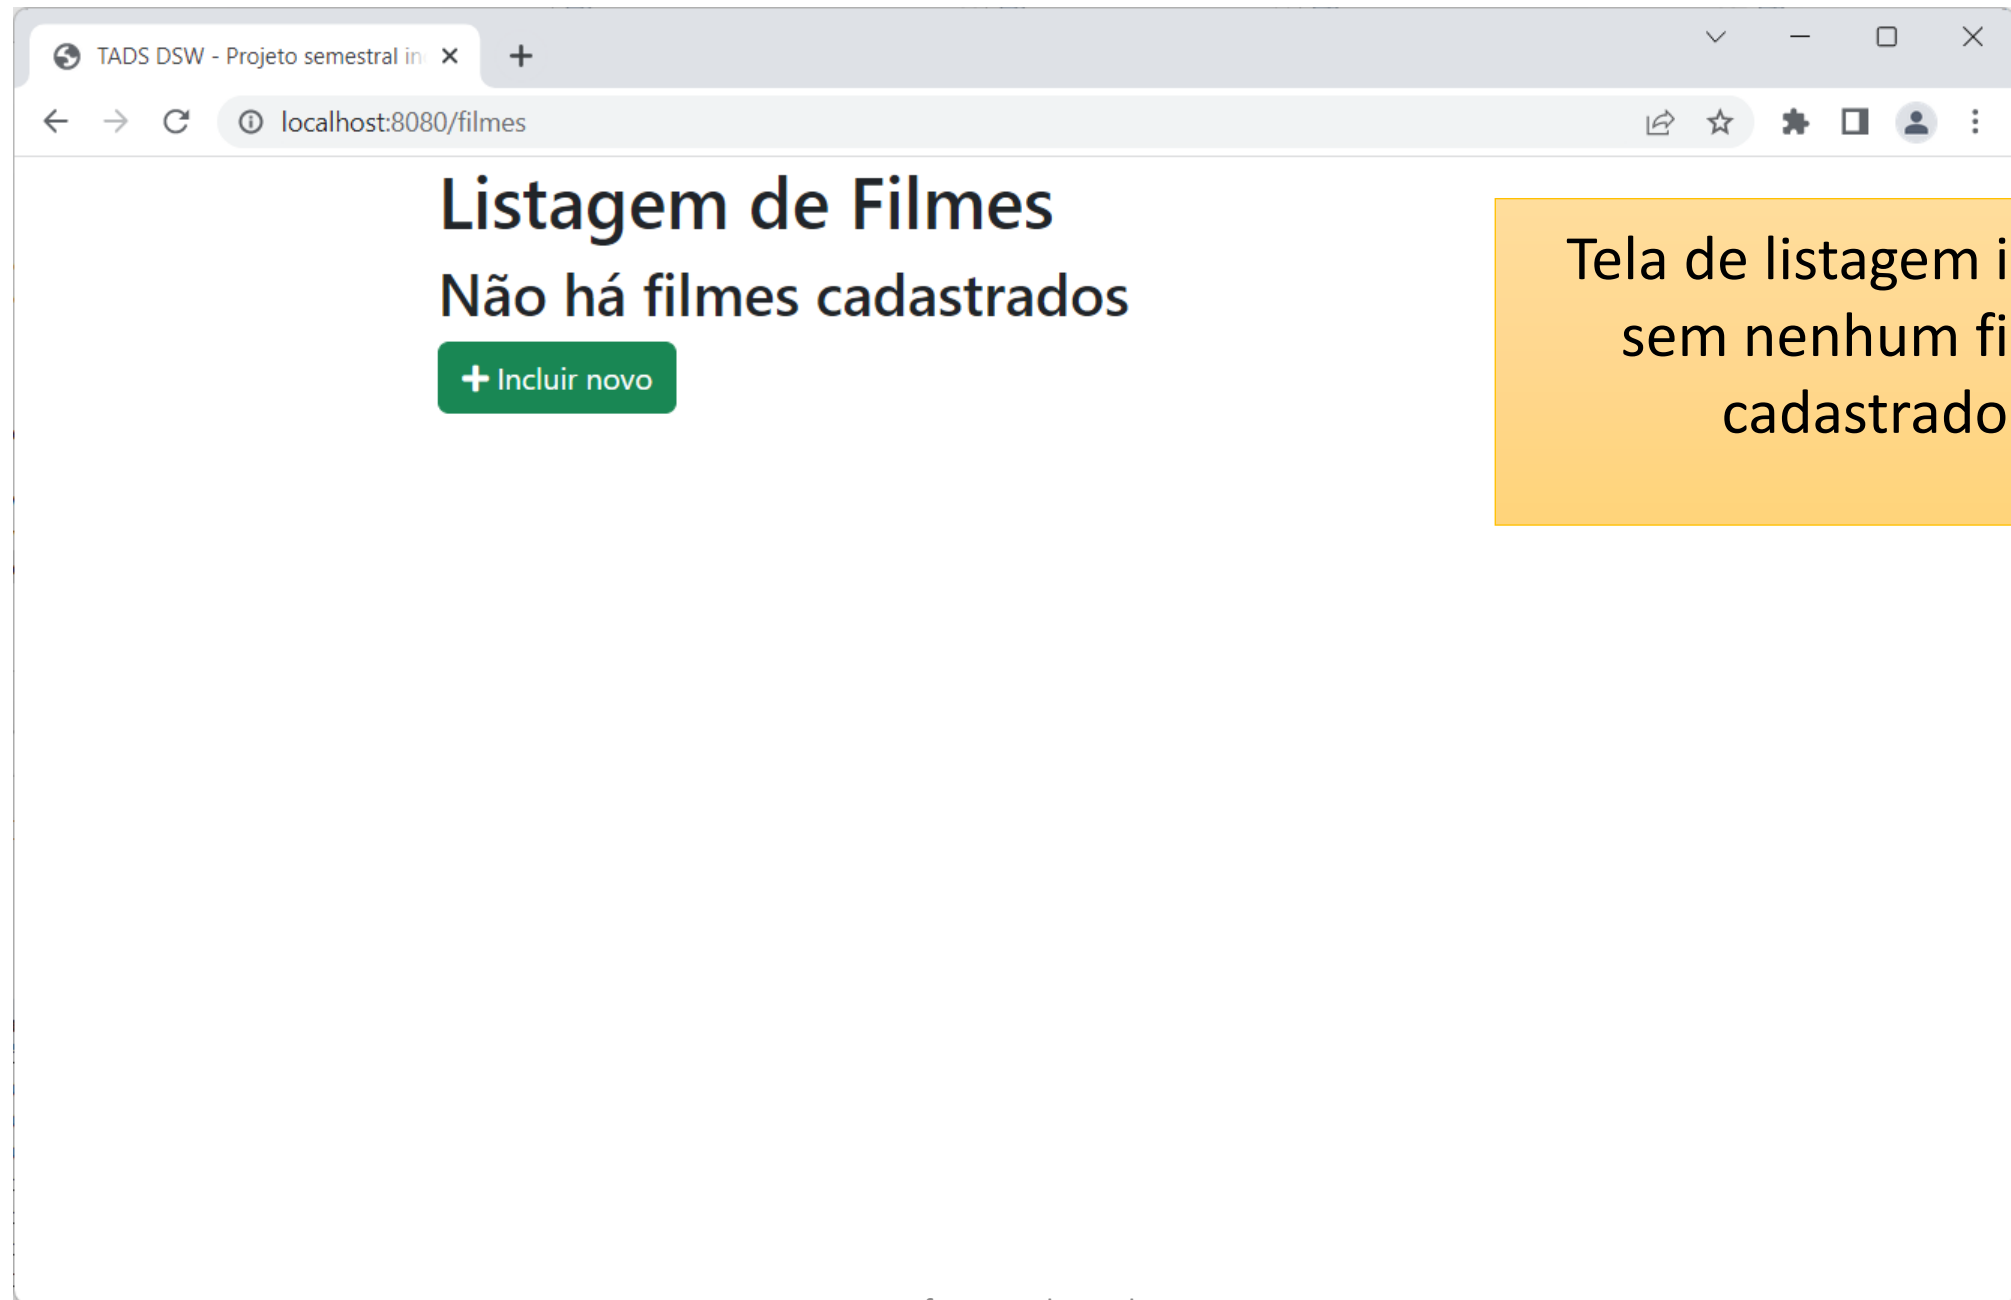 TADS DSW - Projeto semestral in
localhost:8080/filmes
Listagem de Filmes
Não há filmes cadastrados
Incluir novo
Tela de listagem i
sem nenhum fi
cadastrado